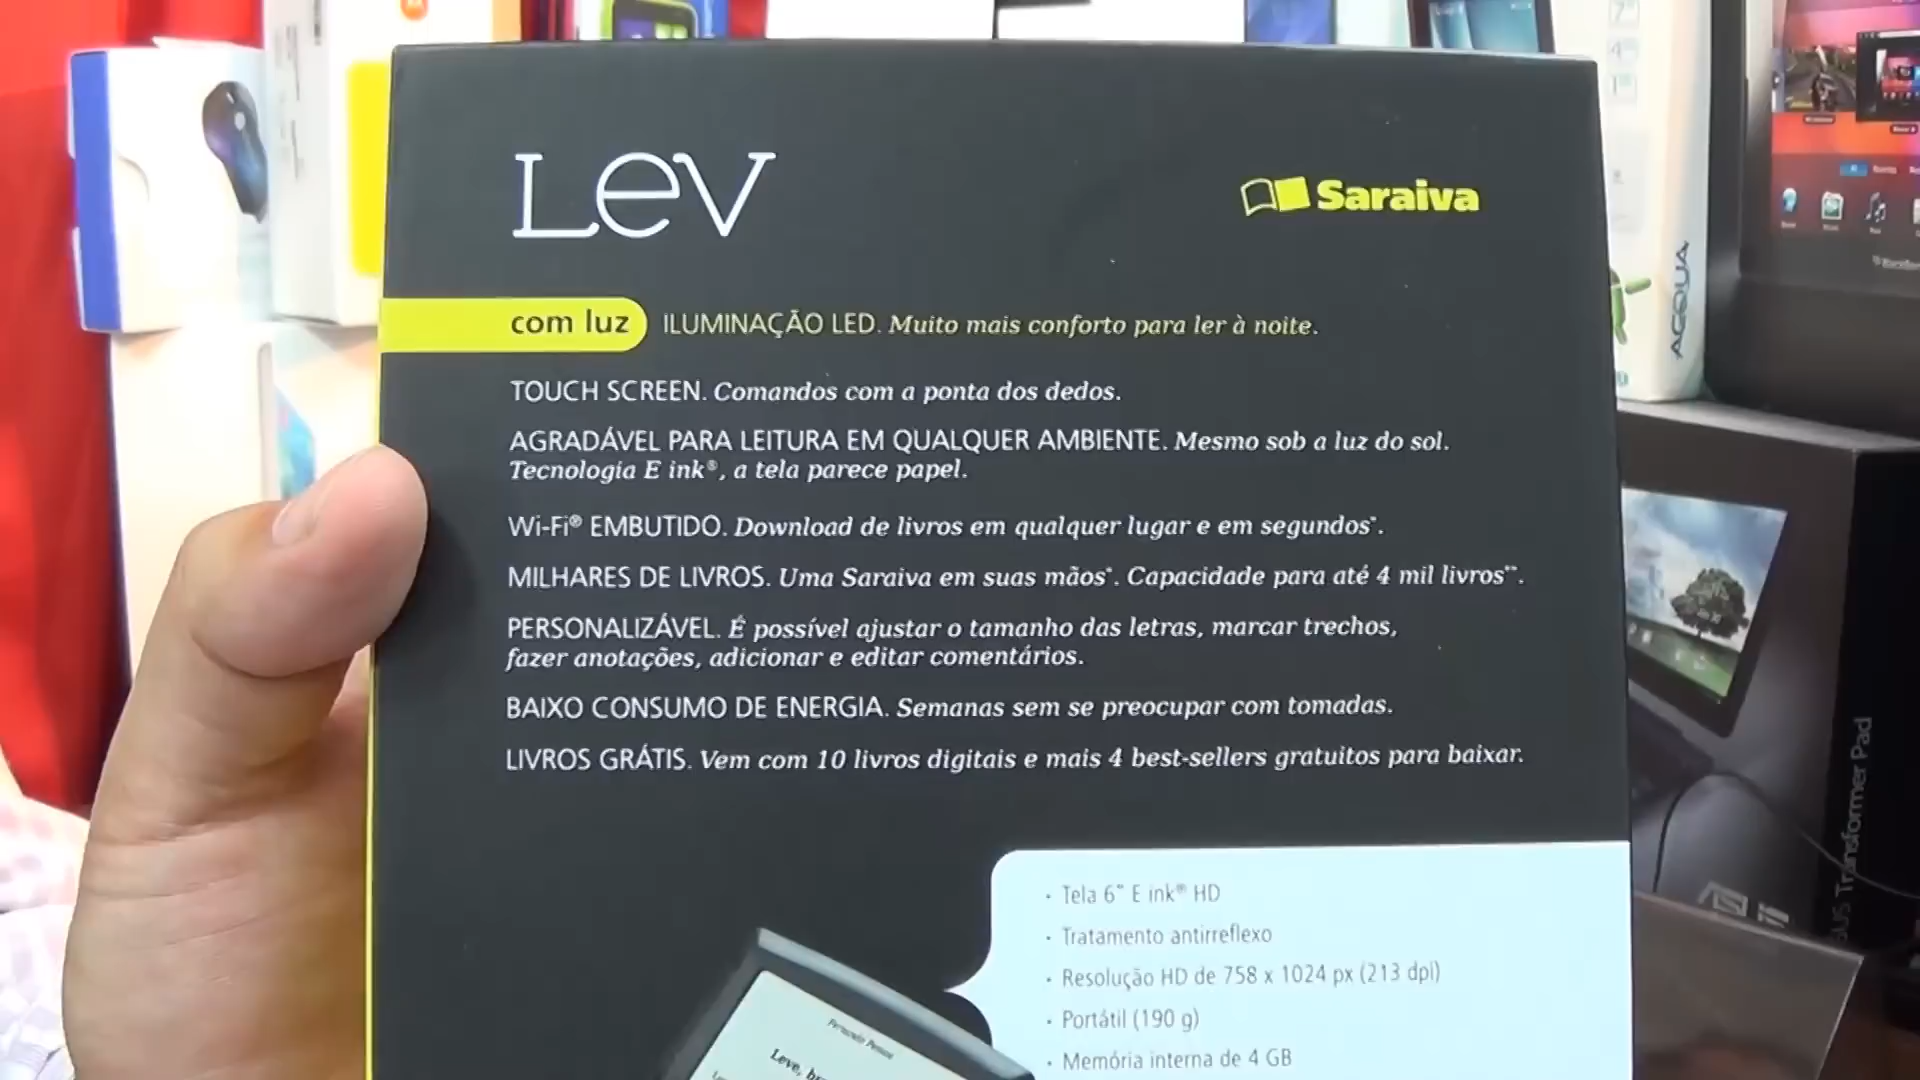 Lev
Saraiva
com luz ILUMINAÇÃO LED. Muito mais conforto para ler à noite.
TOUCH SCREEN. Comandos com a ponta dos dedos.
AGRADÁVEL PARA LEITURA EM QUALQUER AMBIENTE. Mesmo sob a luz do sol.
Tecnologia E ink®, a tela parece papel.
Wi-Fi® EMBUTIDO. Download de livros em qualquer lugar e em segundos*.
MILHARES DE LIVROS. Uma Saraiva em suas mãos*. Capacidade para até 4 mil livros**.
PERSONALIZÁVEL. É possível ajustar o tamanho das letras, marcar trechos,
fazer anotações, adicionar e editar comentários.
BAIXO CONSUMO DE ENERGIA. Semanas sem se preocupar com tomadas.
LIVROS GRÁTIS. Vem com 10 livros digitais e mais 4 best-sellers gratuitos para baixar.
· Tela 6" E ink® HD
· Tratamento antirreflexo
· Resolução HD de 758 x 1024 px (213 dpi)
· Portátil (190 g)
· Memória interna de 4 GB
Fernando Pessoa
Leve,
ACQUA
ASUS Transformer Pad